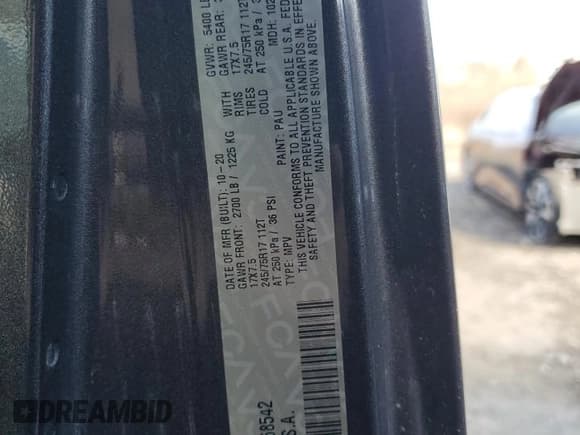 DATE OF MFR (BUILT): 10-20 GVWR: 5400 LB
GAWR FRONT: 2700 LB / 1225 KG WITH GAWR REAR:
17X7.5 RIMS 17X7.5
245/75R17 112T TIRES 245/75R17 112T
AT 250 kPa / 36 PSI COLD AT 250 kPa /
TYPE: MPV PAINT: PAU MDH: 102
THIS VEHICLE CONFORMS TO ALL APPLICABLE U.S.A. FED
SAFETY AND THEFT PREVENTION STANDARDS IN EFFE
MANUFACTURE SHOWN ABOVE.
68542
S.A.
DREAMBID